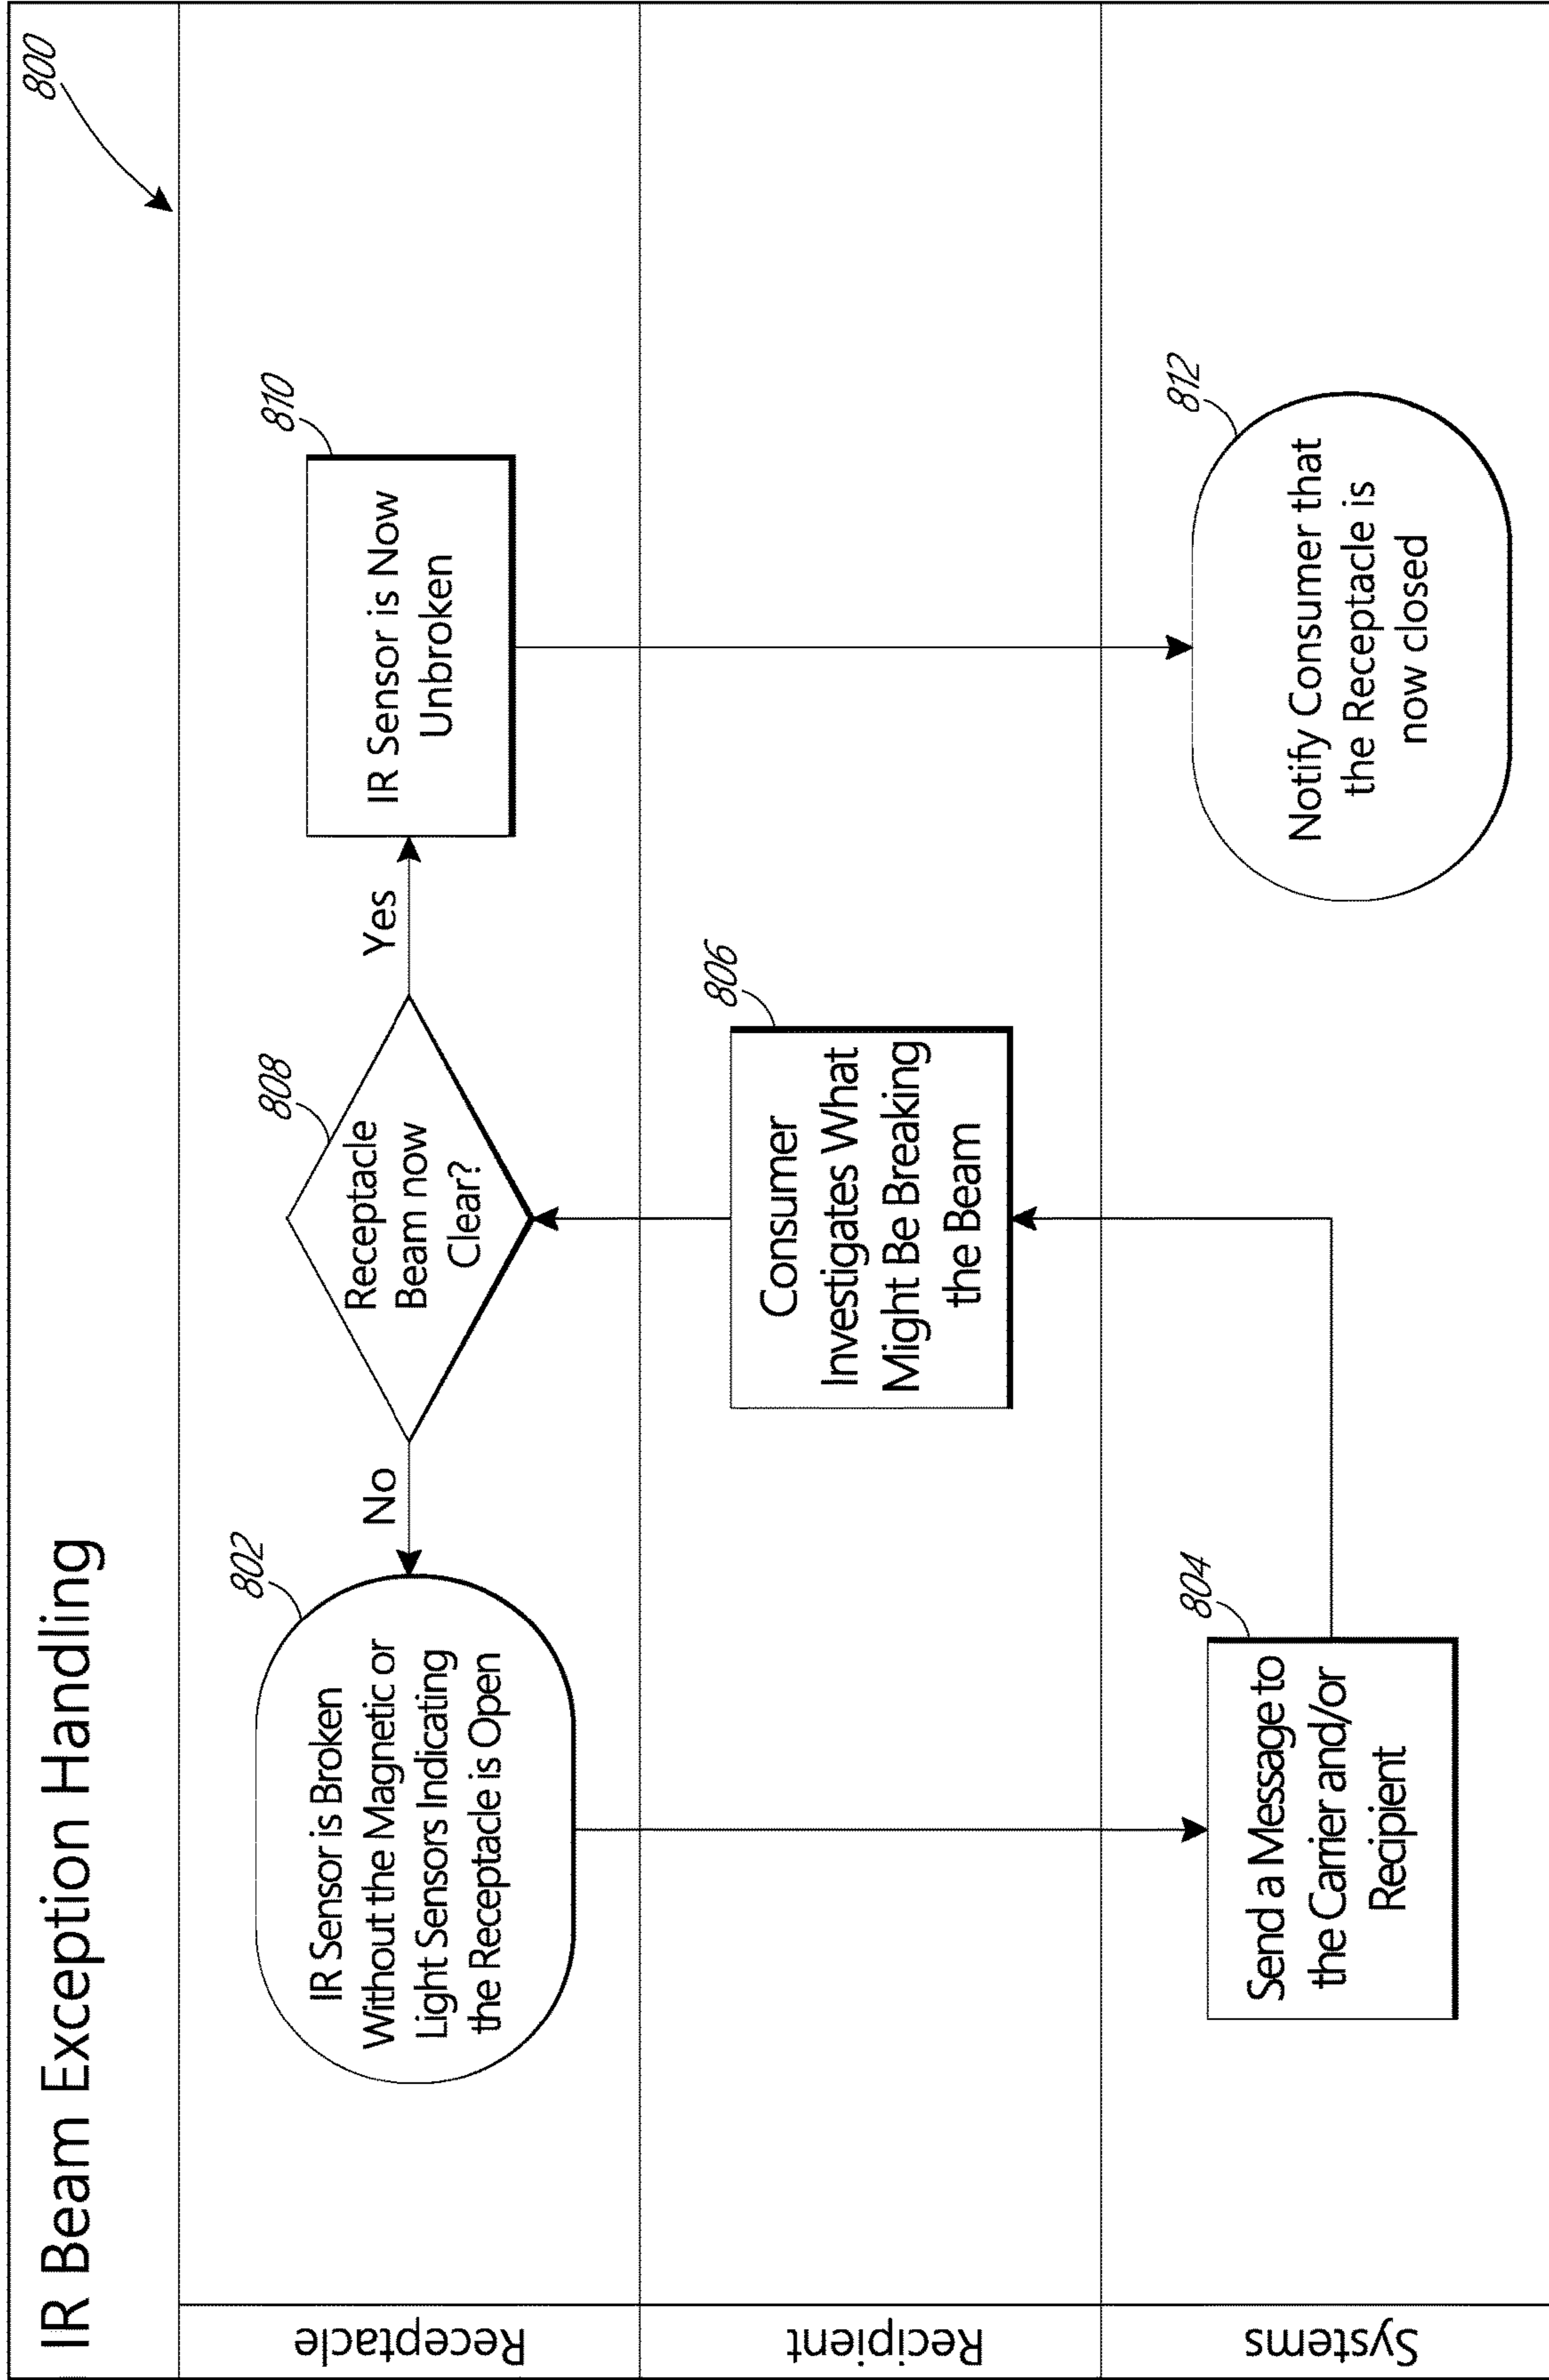 IR Beam Exception Handling
800
Receptacle
802
IR Sensor is Broken
Without the Magnetic or
Light Sensors Indicating
the Receptacle is Open
No
808
Receptacle
Beam now
Clear?
Yes
810
IR Sensor is Now
Unbroken
Recipient
806
Consumer
Investigates What
Might Be Breaking
the Beam
Systems
804
Send a Message to
the Carrier and/or
Recipient
812
Notify Consumer that
the Receptacle is
now closed